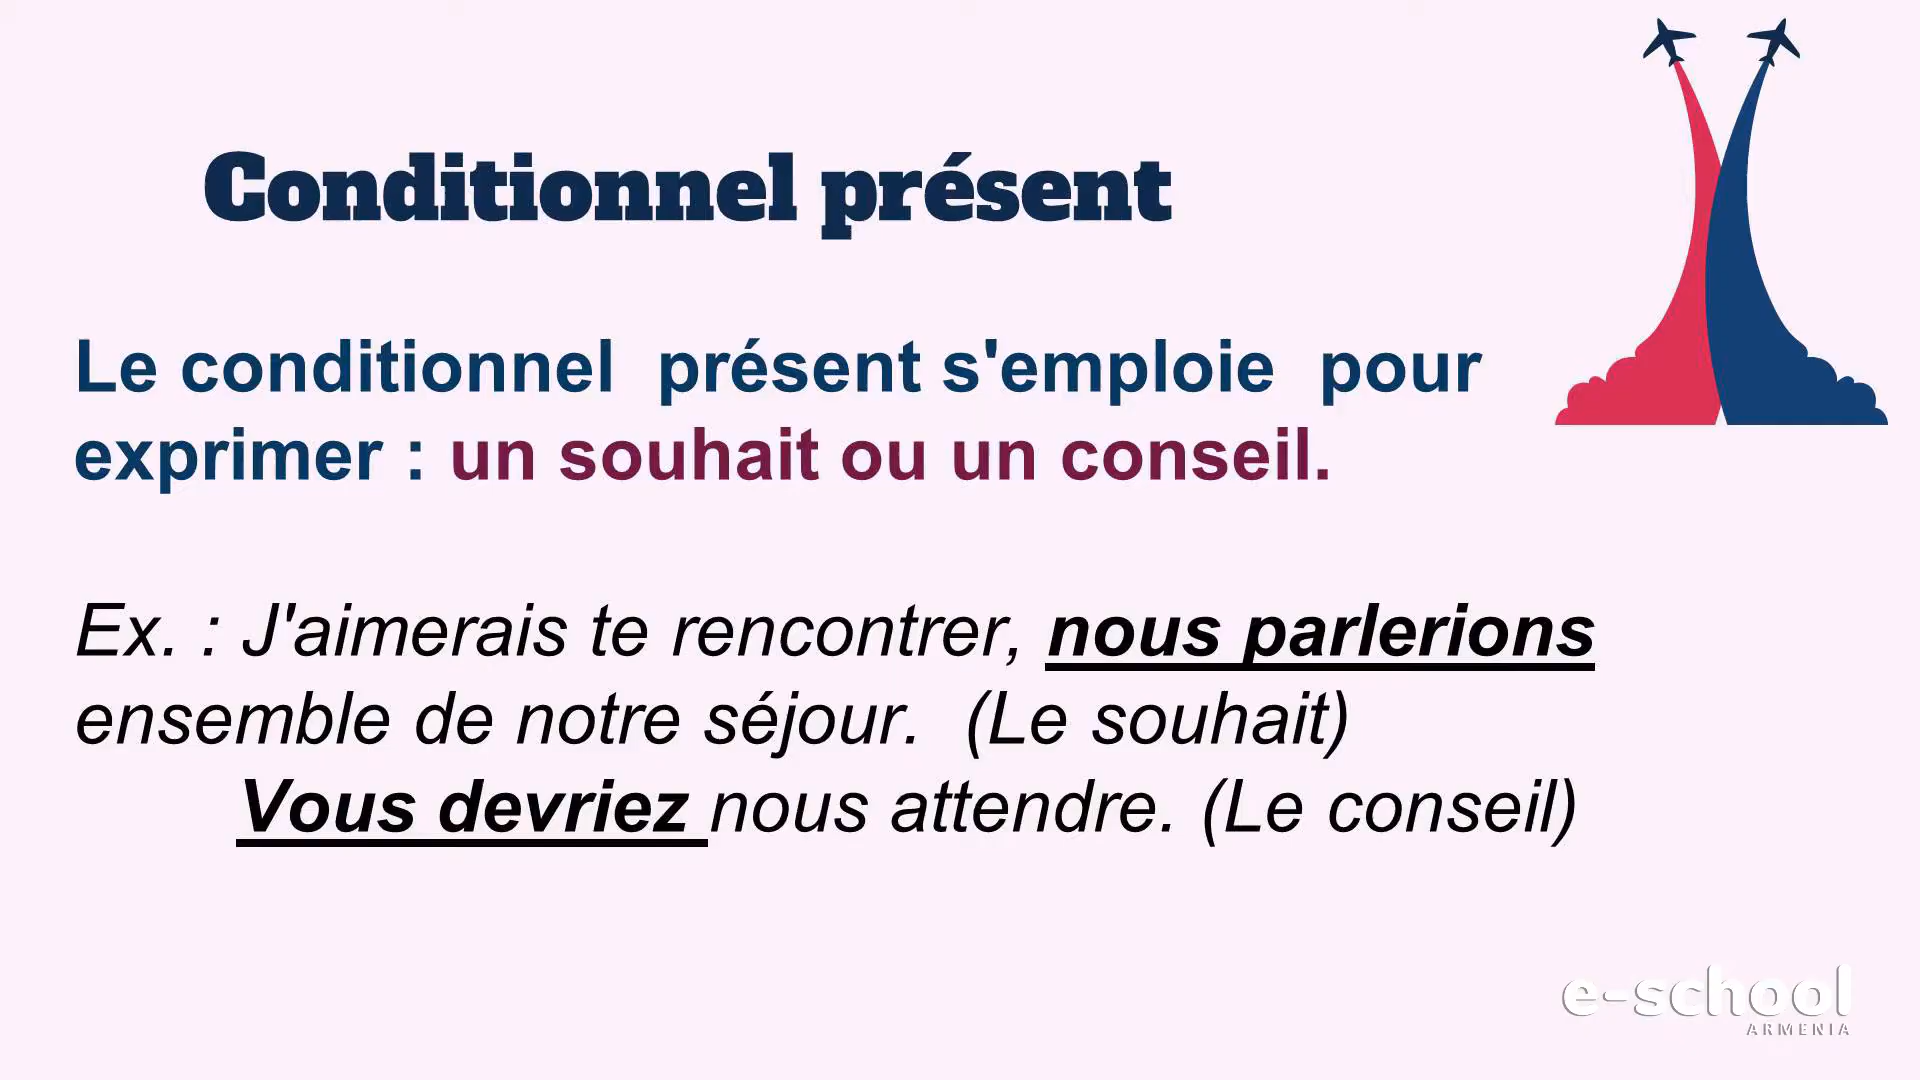 Conditionnel présent
Le conditionnel présent s'emploie pour
exprimer : un souhait ou un conseil.
Ex. : J'aimerais te rencontrer, nous parlerions
ensemble de notre séjour. (Le souhait)
Vous devriez nous attendre. (Le conseil)
e-school
ARMENIA